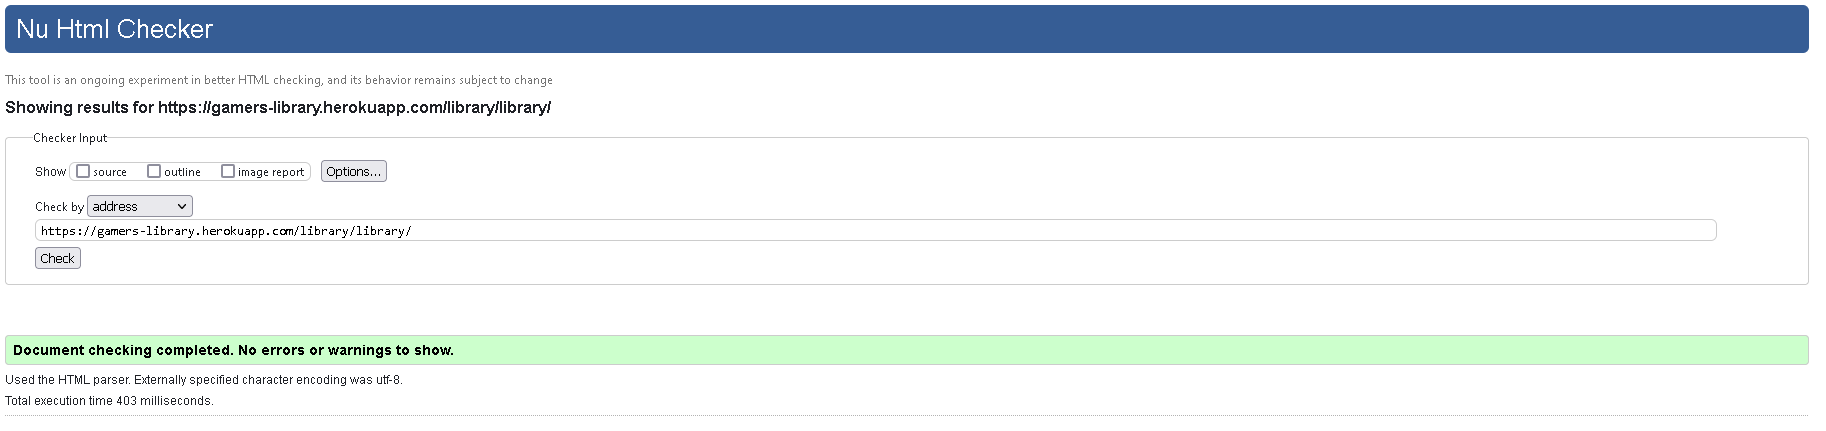 Nu Html Checker
This tool is an ongoing experiment in better HTML checking, and its behavior remains subject to change
Showing results for https://gamers-library.herokuapp.com/library/library/
Checker Input
Show source outline image report Options...
Check by address
https://gamers-library.herokuapp.com/library/library/
Check
Document checking completed. No errors or warnings to show.
Used the HTML parser. Externally specified character encoding was utf-8.
Total execution time 403 milliseconds.